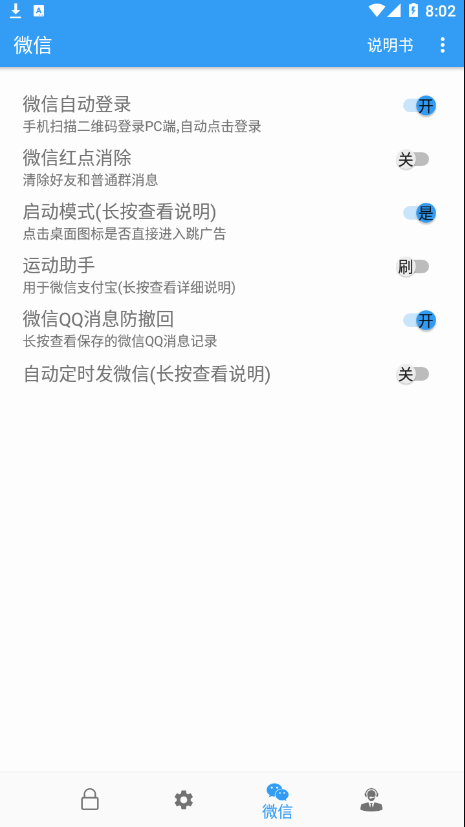 8:02
微信
说明书
微信自动登录
开
手机扫描二维码登录PC端,自动点击登录
微信红点消除
关
清除好友和普通群消息
启动模式(长按查看说明)
是
点击桌面图标是否直接进入跳广告
运动助手
刷
用于微信支付宝(长按查看详细说明)
微信QQ消息防撤回
开
长按查看保存的微信QQ消息记录
自动定时发微信(长按查看说明)
关
微信